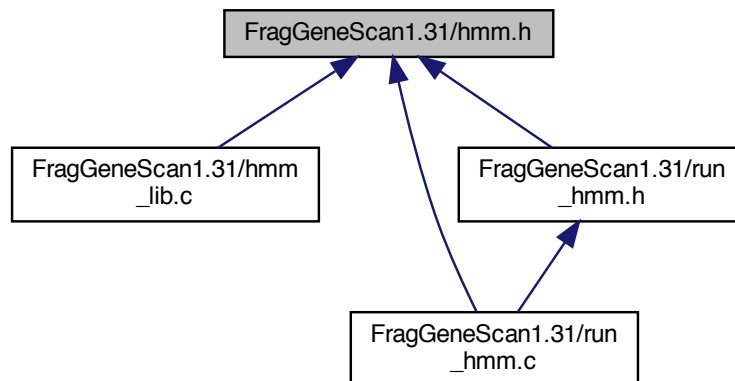 FragGeneScan1.31/hmm.h
FragGeneScan1.31/hmm
_lib.c
FragGeneScan1.31/run
_hmm.h
FragGeneScan1.31/run
_hmm.c